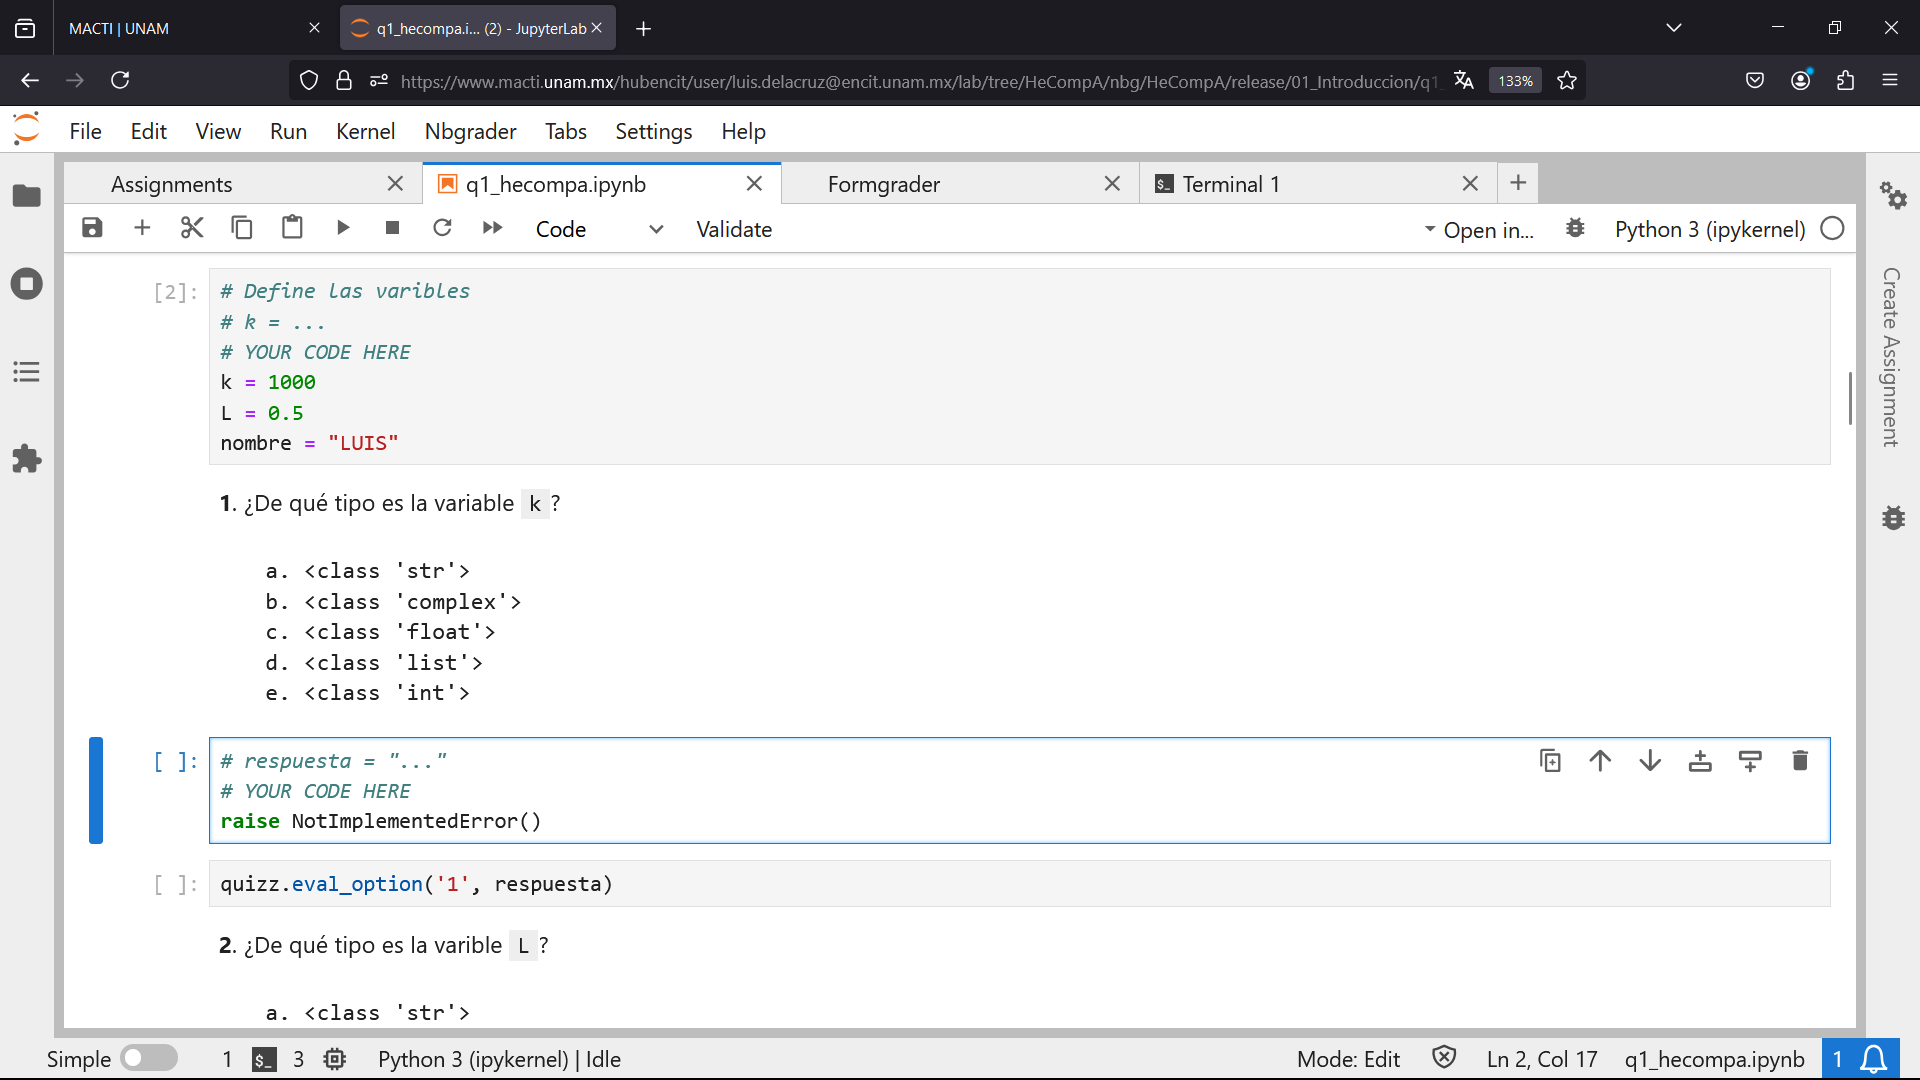 MACTI | UNAM
q1_hecompa.i... (2) - JupyterLab
https://www.macti.unam.mx/hubencit/user/luis.delacruz@encit.unam.mx/lab/tree/HeCompA/nbg/HeCompA/release/01_Introduccion/q1_
133%
File Edit View Run Kernel Nbgrader Tabs Settings Help
Assignments
q1_hecompa.ipynb
Formgrader
Terminal 1
Code
Validate
Open in...
Python 3 (ipykernel)
[2]:
# Define las varibles
# k = ...
# YOUR CODE HERE
k = 1000
L = 0.5
nombre = "LUIS"
1. ¿De qué tipo es la variable k ?
a. <class 'str'>
b. <class 'complex'>
c. <class 'float'>
d. <class 'list'>
e. <class 'int'>
[ ]:
# respuesta = "..."
# YOUR CODE HERE
raise NotImplementedError()
[ ]:
quizz.eval_option('1', respuesta)
2. ¿De qué tipo es la varible L ?
a. <class 'str'>
Create Assignment
Simple
1
$_
3
Python 3 (ipykernel) | Idle
Mode: Edit
Ln 2, Col 17
q1_hecompa.ipynb
1